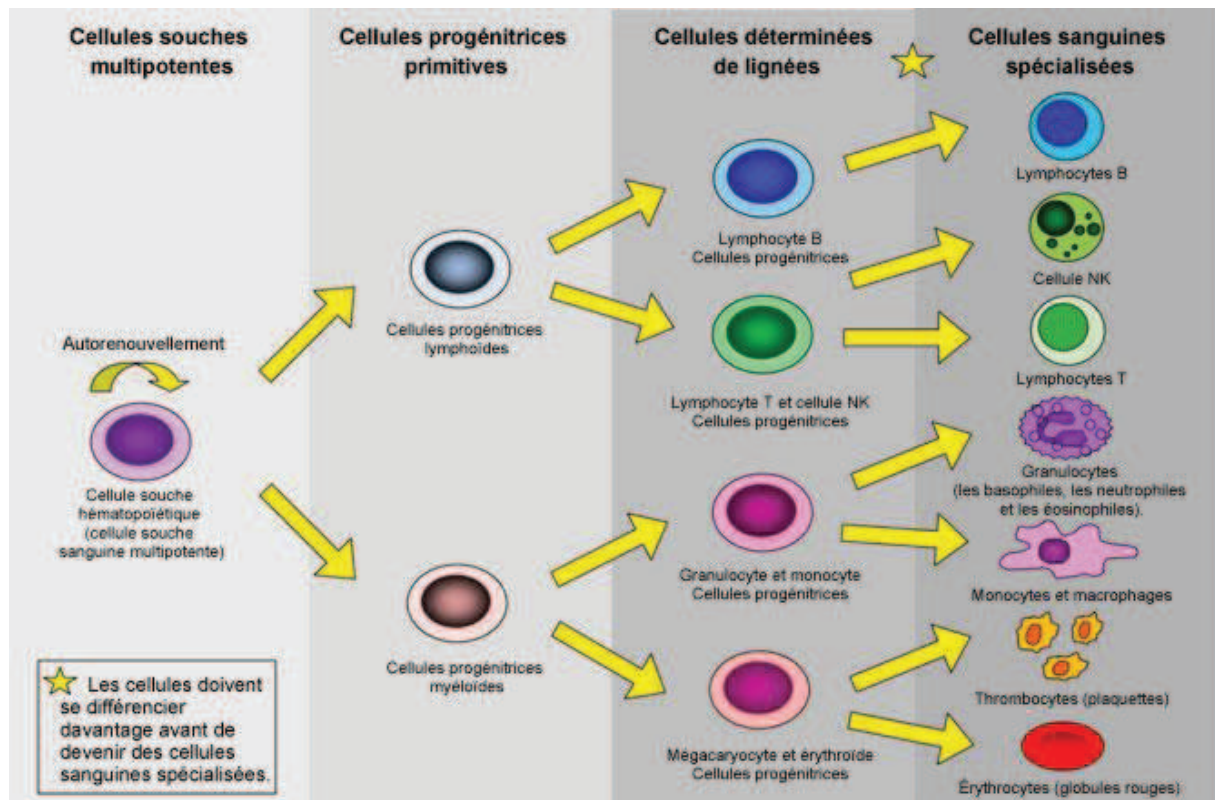 Cellules souches
multipotentes
Cellules progénitrices
primitives
Cellules déterminées
de lignées
Cellules sanguines
spécialisées
Autorenouvellement
Cellule souche
hématopoïétique
(cellule souche
sanguine multipotente)
Les cellules doivent
se différencier
davantage avant de
devenir des cellules
sanguines spécialisées.
Cellules progénitrices
lymphoïdes
Cellules progénitrices
myéloïdes
Lymphocyte B
Cellules progénitrices
Lymphocyte T et cellule NK
Cellules progénitrices
Granulocyte et monocyte
Cellules progénitrices
Mégacaryocyte et érythroïde
Cellules progénitrices
Lymphocytes B
Cellule NK
Lymphocytes T
Granulocytes
(les basophiles, les neutrophiles
et les éosinophiles).
Monocytes et macrophages
Thrombocytes (plaquettes)
Érythrocytes (globules rouges)